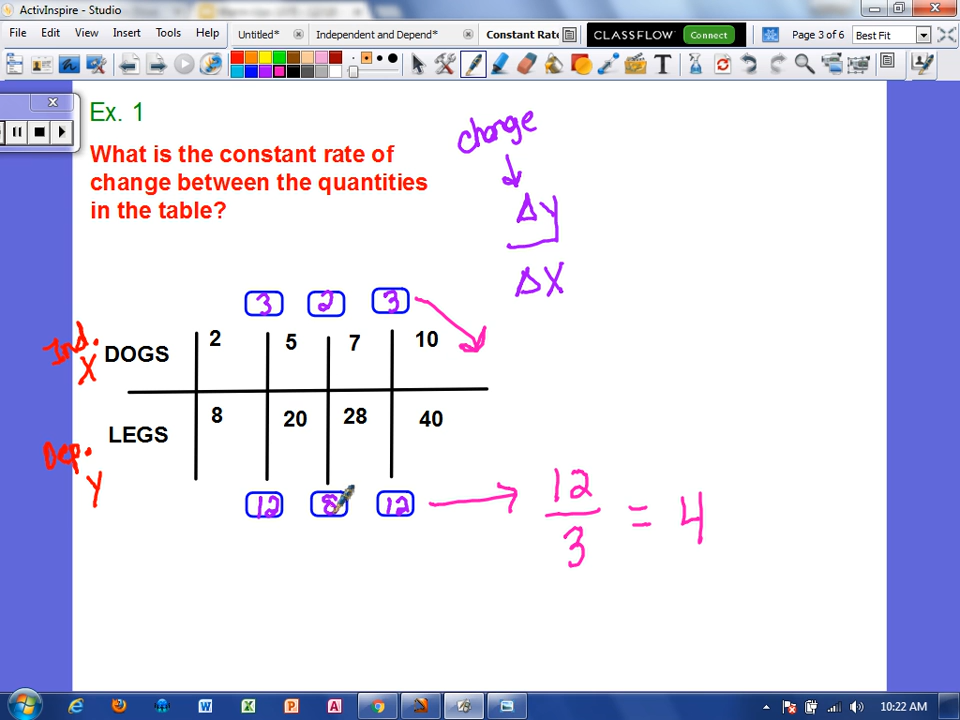 ActivInspire - Studio
File Edit View Insert Tools Help
Untitled* Independent and Depend* Constant Rate CLASSFLOW Connect Page 3 of 6 Best Fit
Ex. 1
What is the constant rate of
change between the quantities
in the table?
change
ΔY
ΔX
3 2 3
Ind. X DOGS 2 5 7 10
Dep. Y LEGS 8 20 28 40
12 8 12
12
3
= 4
10:22 AM